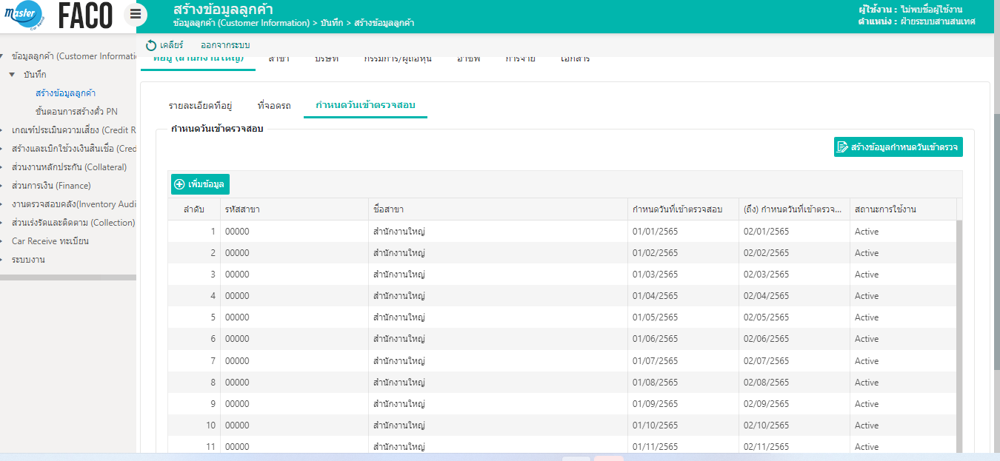 Master
Car Rental
FACO
สร้างข้อมูลลูกค้า
ข้อมูลลูกค้า (Customer Information) > บันทึก > สร้างข้อมูลลูกค้า
ผู้ใช้งาน : ไม่พบชื่อผู้ใช้งาน
ตำแหน่ง : ฝ่ายระบบสานสนเทศ
เคลียร์
ออกจากระบบ
ข้อมูลลูกค้า (Customer Informati
บันทึก
สร้างข้อมูลลูกค้า
ขั้นตอนการสร้างตั๋ว PN
เกณฑ์ประเมินความเสี่ยง (Credit R
สร้างและเบิกใช้วงเงินสินเชื่อ (Cred
ส่วนงานหลักประกัน (Collateral)
ส่วนการเงิน (Finance)
งานตรวจสอบคลัง(Inventory Audi
ส่วนเร่งรัดและติดตาม (Collection)
Car Receive ทะเบียน
ระบบงาน
ที่อยู่ (สำนักงานใหญ่) สาขา บริษัท กรรมการ/ผู้ถือหุ้น อาชีพ การจ่าย เอกสาร
รายละเอียดที่อยู่ ที่จอดรถ กำหนดวันเข้าตรวจสอบ
กำหนดวันเข้าตรวจสอบ
สร้างข้อมูลกำหนดวันเข้าตรวจ
เพิ่มข้อมูล
ลำดับ รหัสสาขา ชื่อสาขา กำหนดวันที่เข้าตรวจสอบ (ถึง) กำหนดวันที่เข้าตรวจ... สถานะการใช้งาน
1 00000 สำนักงานใหญ่ 01/01/2565 02/01/2565 Active
2 00000 สำนักงานใหญ่ 01/02/2565 02/02/2565 Active
3 00000 สำนักงานใหญ่ 01/03/2565 02/03/2565 Active
4 00000 สำนักงานใหญ่ 01/04/2565 02/04/2565 Active
5 00000 สำนักงานใหญ่ 01/05/2565 02/05/2565 Active
6 00000 สำนักงานใหญ่ 01/06/2565 02/06/2565 Active
7 00000 สำนักงานใหญ่ 01/07/2565 02/07/2565 Active
8 00000 สำนักงานใหญ่ 01/08/2565 02/08/2565 Active
9 00000 สำนักงานใหญ่ 01/09/2565 02/09/2565 Active
10 00000 สำนักงานใหญ่ 01/10/2565 02/10/2565 Active
11 00000 สำนักงานใหญ่ 01/11/2565 02/11/2565 Active